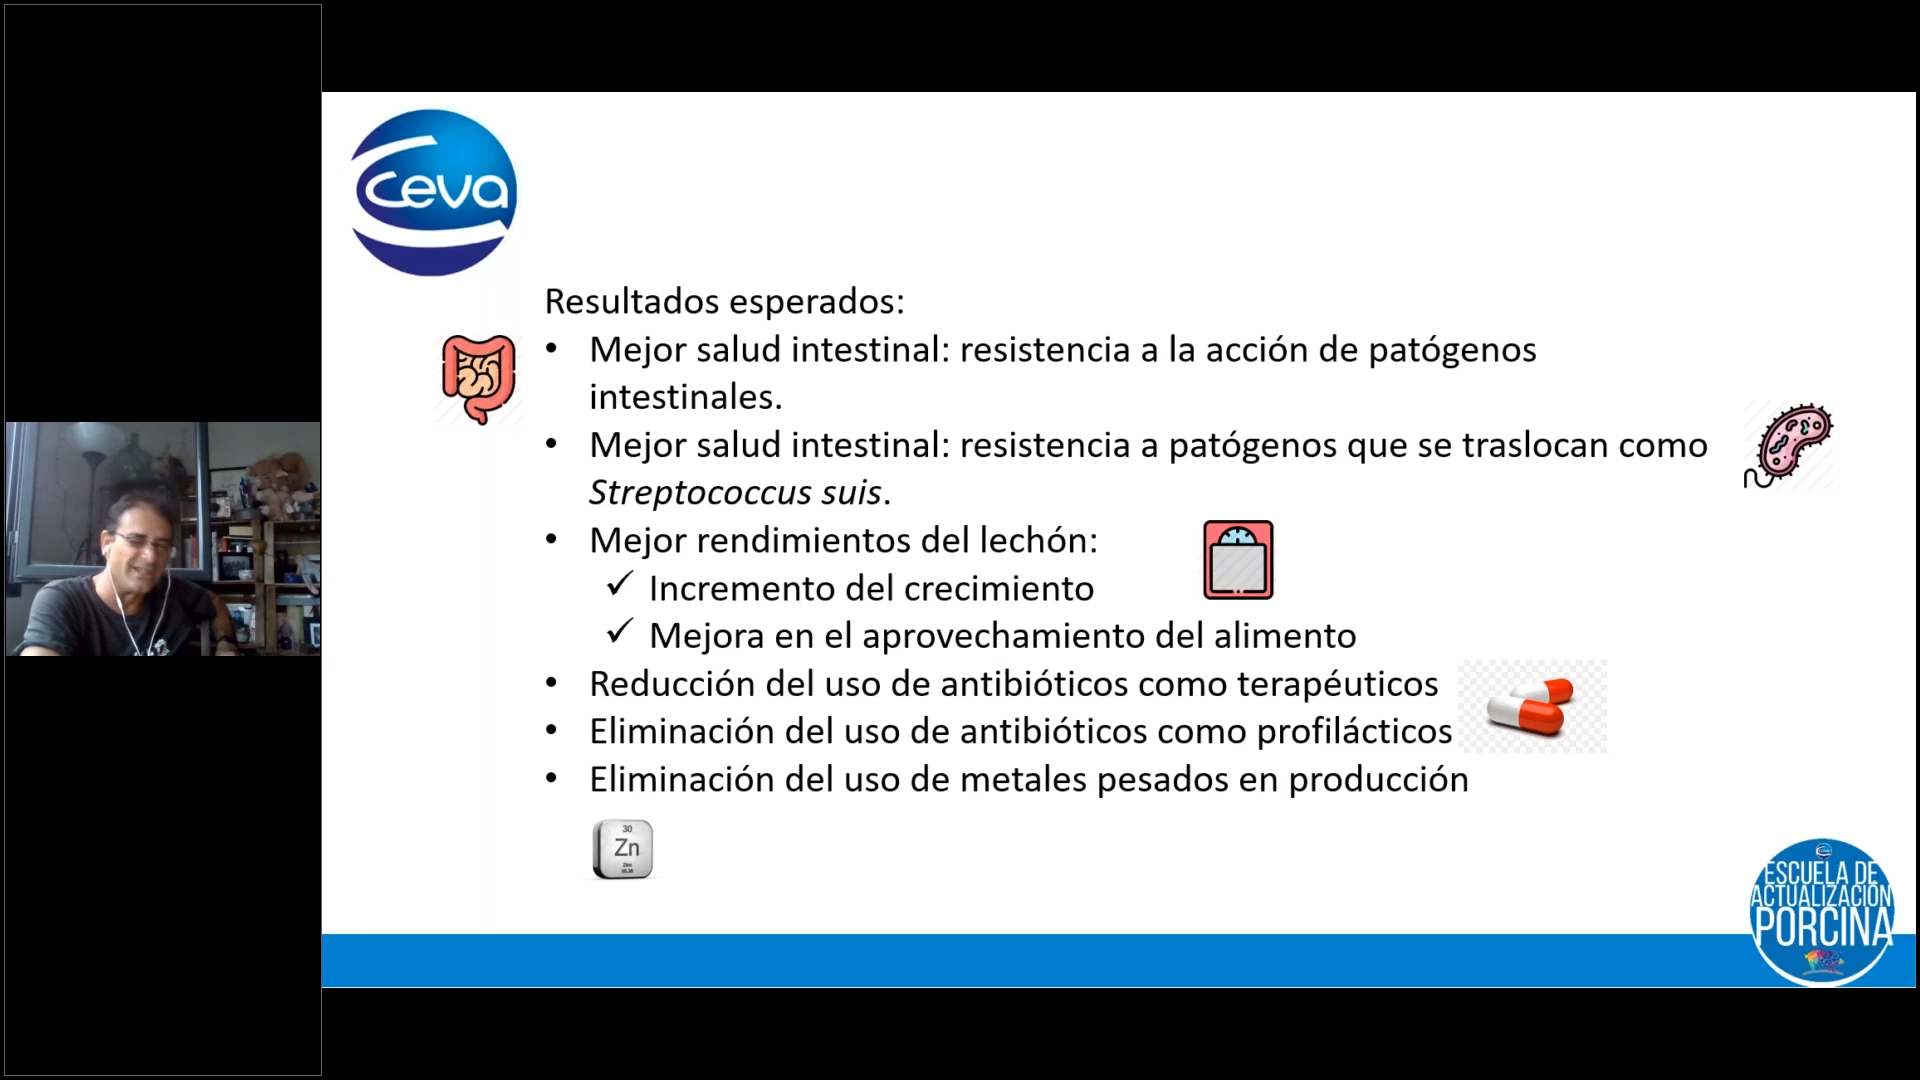 Ceva
Resultados esperados:
• Mejor salud intestinal: resistencia a la acción de patógenos
intestinales.
• Mejor salud intestinal: resistencia a patógenos que se traslocan como
Streptococcus suis.
• Mejor rendimientos del lechón:
✓ Incremento del crecimiento
✓ Mejora en el aprovechamiento del alimento
• Reducción del uso de antibióticos como terapéuticos
• Eliminación del uso de antibióticos como profilácticos
• Eliminación del uso de metales pesados en producción
30
Zn
ESCUELA DE
ACTUALIZACIÓN
PORCINA